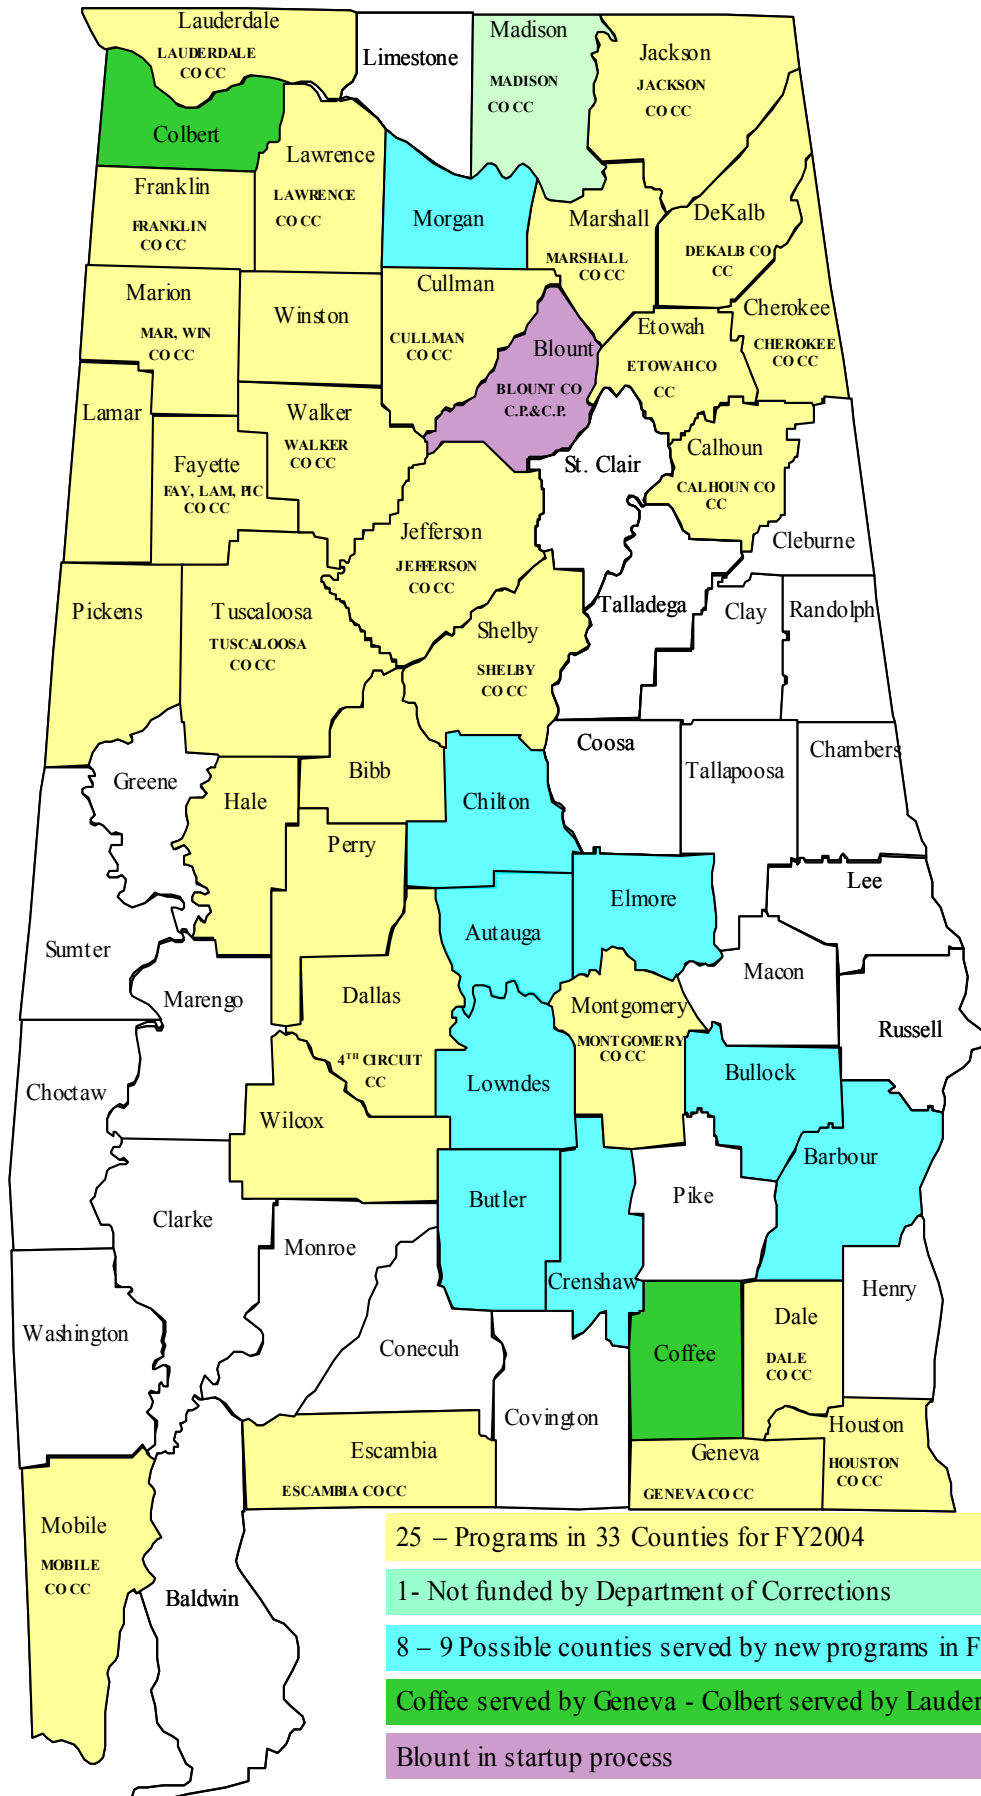 Lauderdale
LAUDERDALE
CO CC
Limestone
Madison
MADISON
CO CC
Jackson
JACKSON
CO CC
Colbert
Lawrence
LAWRENCE
CO CC
Franklin
FRANKLIN
CO CC
Morgan
Marshall
MARSHALL
CO CC
DeKalb
DEKALB CO
CC
Marion
MAR, WIN
CO CC
Winston
Cullman
CULLMAN
CO CC
Blount
BLOUNT CO
C.P.&C.P.
Etowah
ETOWAH CO
CC
Cherokee
CHEROKEE
CO CC
Lamar
Fayette
FAY, LAM, PIC
CO CC
Walker
WALKER
CO CC
Jefferson
JEFFERSON
CO CC
St. Clair
Calhoun
CALHOUN CO
CC
Cleburne
Pickens
Tuscaloosa
TUSCALOOSA
CO CC
Shelby
SHELBY
CO CC
Talladega
Clay
Randolph
Greene
Hale
Bibb
Chilton
Coosa
Tallapoosa
Chambers
Perry
Sumter
Marengo
Dallas
4TH CIRCUIT
CC
Autauga
Elmore
Lee
Macon
Montgomery
MONTGOMERY
CO CC
Russell
Choctaw
Wilcox
Lowndes
Bullock
Barbour
Clarke
Monroe
Butler
Crenshaw
Pike
Henry
Washington
Conecuh
Covington
Coffee
Dale
DALE
CO CC
Houston
HOUSTON
CO CC
Geneva
GENEVA CO CC
Escambia
ESCAMBIA CO CC
Mobile
MOBILE
CO CC
Baldwin
25 – Programs in 33 Counties for FY2004
1- Not funded by Department of Corrections
8 – 9 Possible counties served by new programs in F
Coffee served by Geneva - Colbert served by Lauder
Blount in startup process